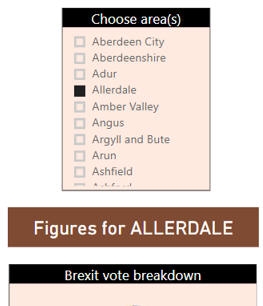 Choose area(s)
Aberdeen City
Aberdeenshire
Adur
Allerdale
Amber Valley
Angus
Argyll and Bute
Arun
Ashfield
Figures for ALLERDALE
Brexit vote breakdown